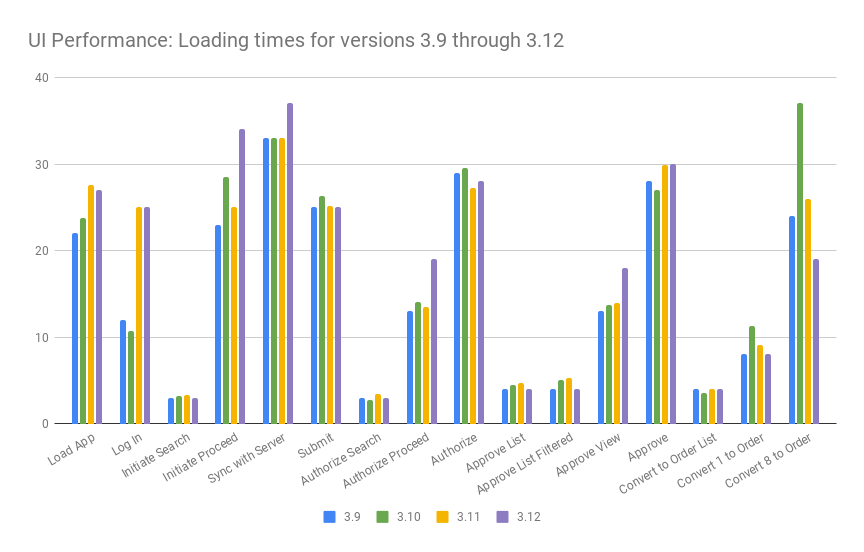 UI Performance: Loading times for versions 3.9 through 3.12
40
30
20
10
0
Load App
Log In
Initiate Search
Initiate Proceed
Sync with Server
Submit
Authorize Search
Authorize Proceed
Authorize
Approve List
Approve List Filtered
Approve View
Approve
Convert to Order List
Convert 1 to Order
Convert 8 to Order
3.9 3.10 3.11 3.12